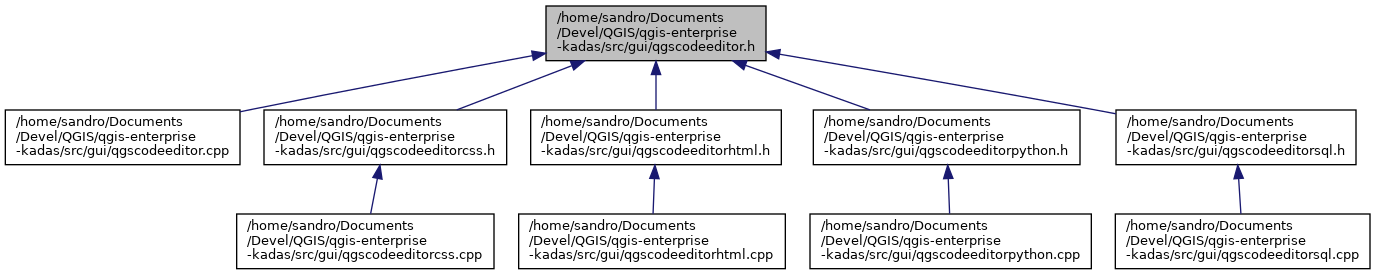 /home/sandro/Documents
/Devel/QGIS/qgis-enterprise
-kadas/src/gui/qgscodeeditor.h
/home/sandro/Documents
/Devel/QGIS/qgis-enterprise
-kadas/src/gui/qgscodeeditor.cpp
/home/sandro/Documents
/Devel/QGIS/qgis-enterprise
-kadas/src/gui/qgscodeeditorcss.h
/home/sandro/Documents
/Devel/QGIS/qgis-enterprise
-kadas/src/gui/qgscodeeditorhtml.h
/home/sandro/Documents
/Devel/QGIS/qgis-enterprise
-kadas/src/gui/qgscodeeditorpython.h
/home/sandro/Documents
/Devel/QGIS/qgis-enterprise
-kadas/src/gui/qgscodeeditorsql.h
/home/sandro/Documents
/Devel/QGIS/qgis-enterprise
-kadas/src/gui/qgscodeeditorcss.cpp
/home/sandro/Documents
/Devel/QGIS/qgis-enterprise
-kadas/src/gui/qgscodeeditorhtml.cpp
/home/sandro/Documents
/Devel/QGIS/qgis-enterprise
-kadas/src/gui/qgscodeeditorpython.cpp
/home/sandro/Documents
/Devel/QGIS/qgis-enterprise
-kadas/src/gui/qgscodeeditorsql.cpp